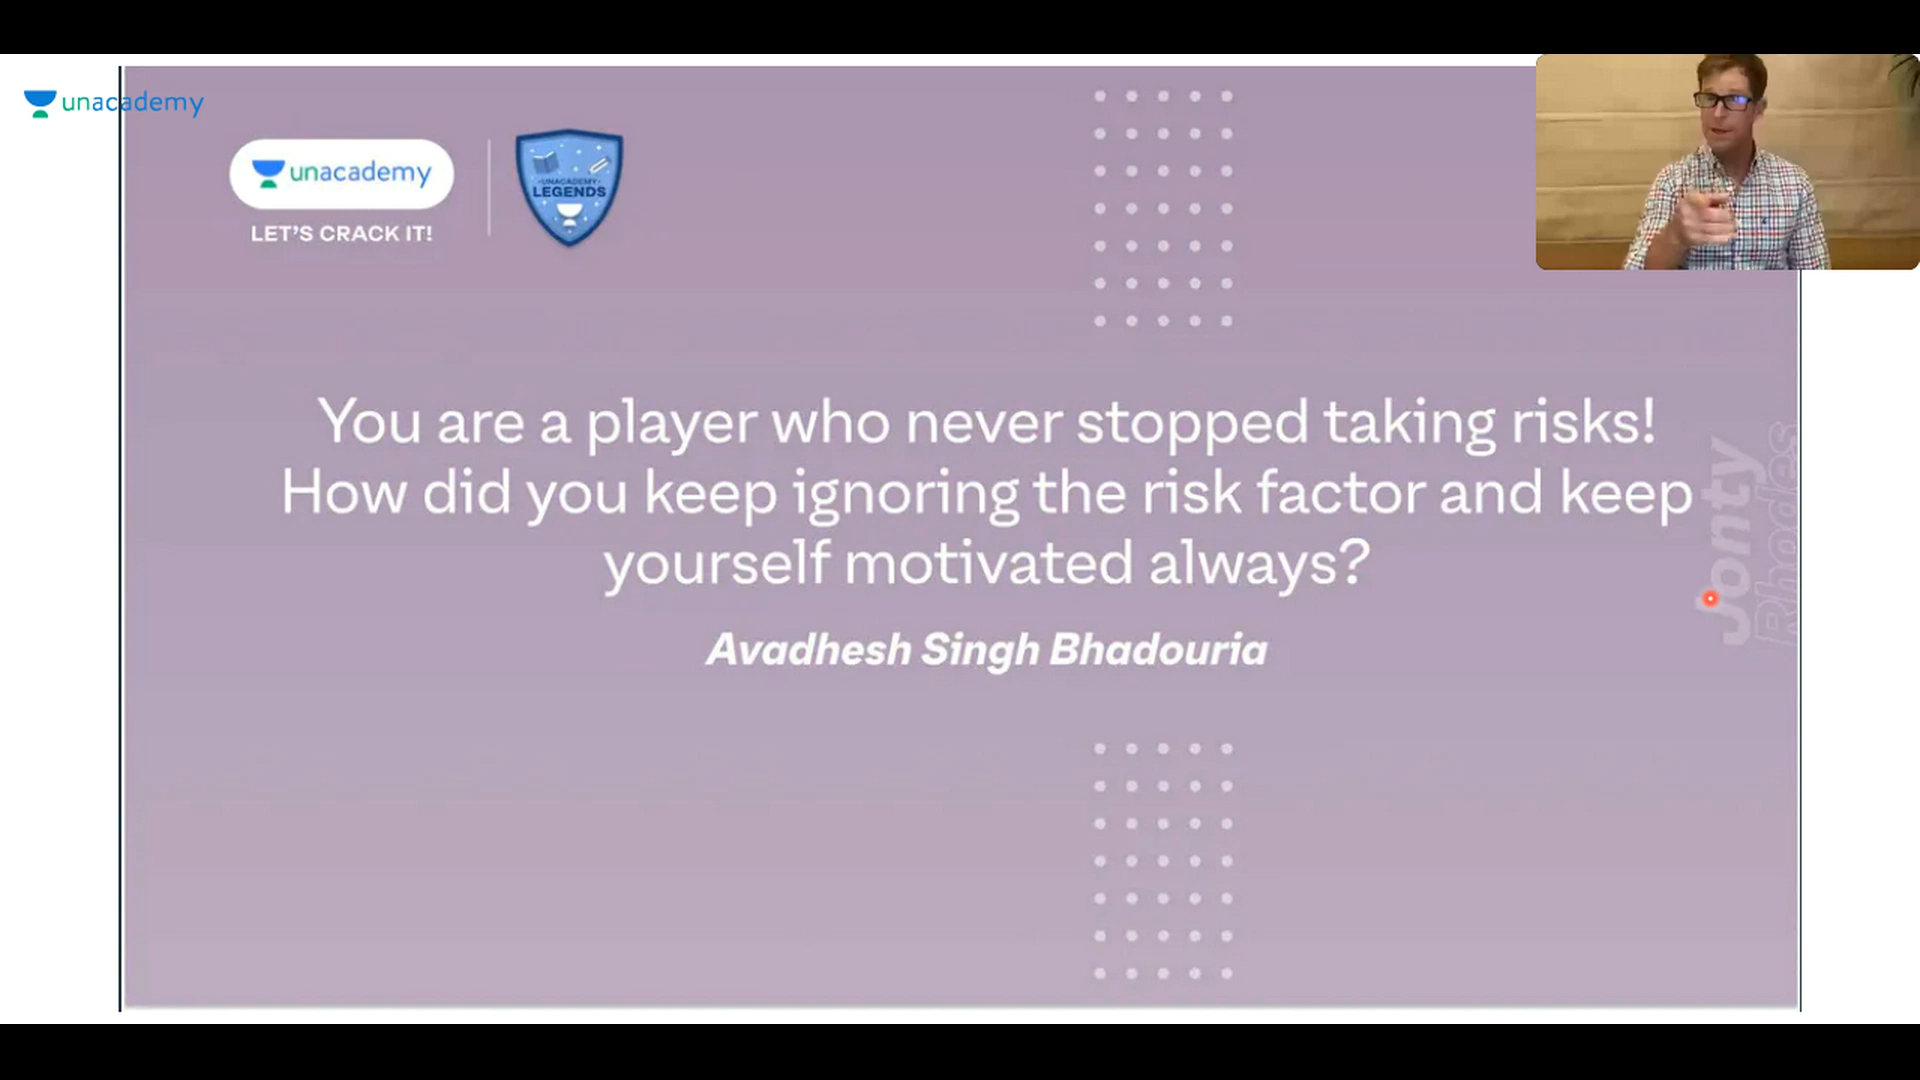 unacademy
unacademy
LET'S CRACK IT!
UNACADEMY
LEGENDS
You are a player who never stopped taking risks!
How did you keep ignoring the risk factor and keep
yourself motivated always?
Avadhesh Singh Bhadouria
Jonty
Rhodes